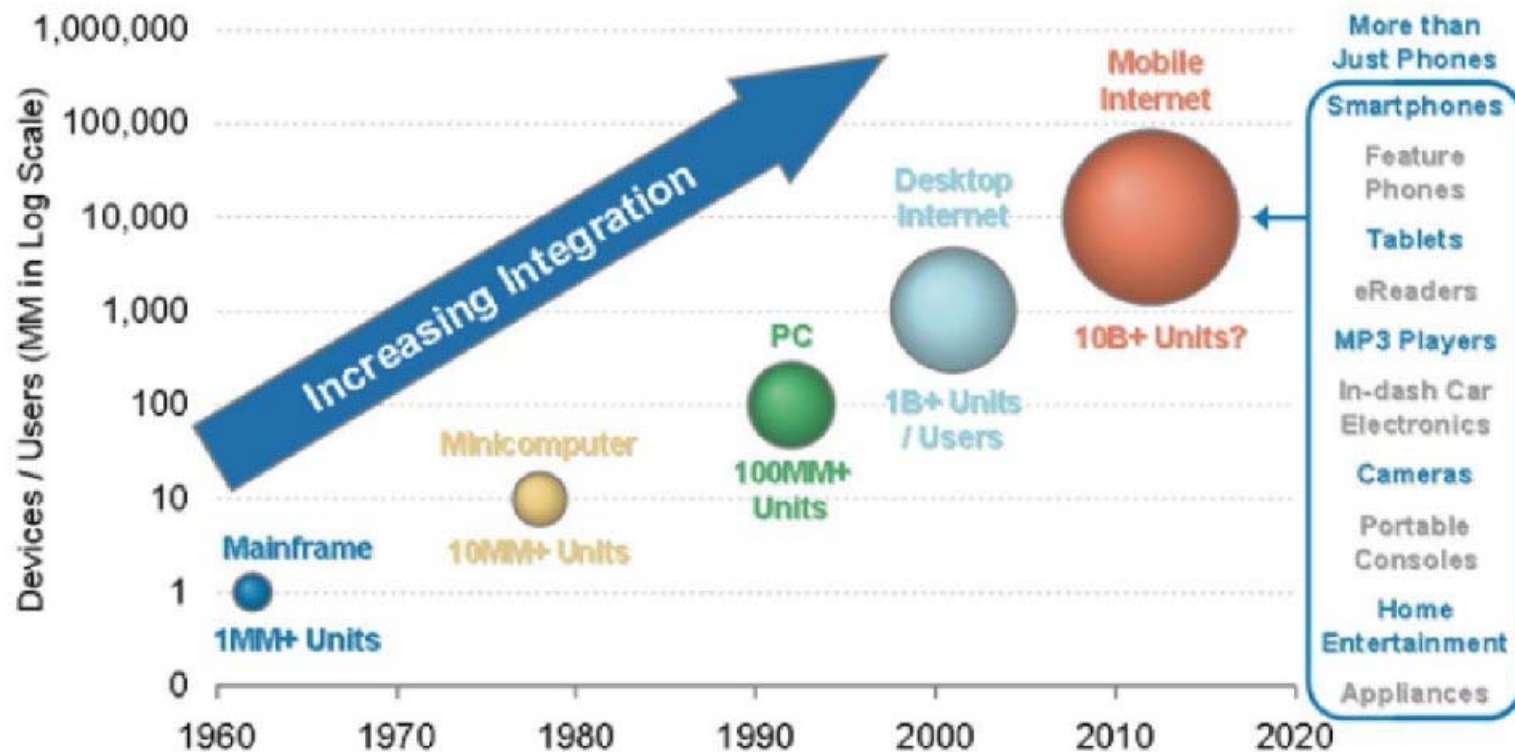 Devices / Users (MM in Log Scale)
1,000,000
100,000
10,000
1,000
100
10
1
0
1960
1970
1980
1990
2000
2010
2020
Increasing Integration
Mainframe
1MM+ Units
Minicomputer
10MM+ Units
PC
100MM+
Units
Desktop
Internet
1B+ Units
/ Users
Mobile
Internet
10B+ Units?
More than
Just Phones
Smartphones
Feature
Phones
Tablets
eReaders
MP3 Players
In-dash Car
Electronics
Cameras
Portable
Consoles
Home
Entertainment
Appliances